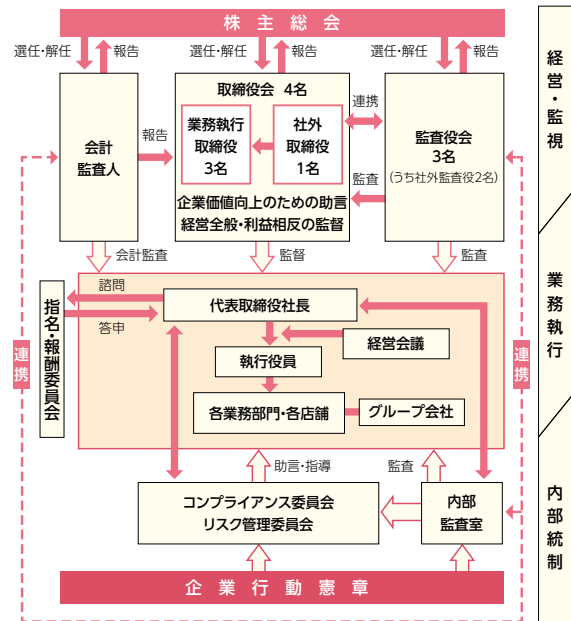 株主総会
選任・解任
報告
選任・解任
報告
選任・解任
報告
会計
監査人
報告
取締役会 4名
業務執行
取締役
3名
社外
取締役
1名
企業価値向上のための助言
経営全般・利益相反の監督
連携
監査
監査役会
3名
(うち社外監査役2名)
経営・監視
会計監査
監督
監査
諮問
答申
指名・報酬委員会
代表取締役社長
経営会議
執行役員
各業務部門・各店舗
グループ会社
連携
連携
業務執行
助言・指導
監査
コンプライアンス委員会
リスク管理委員会
内部
監査室
内部統制
企業行動憲章